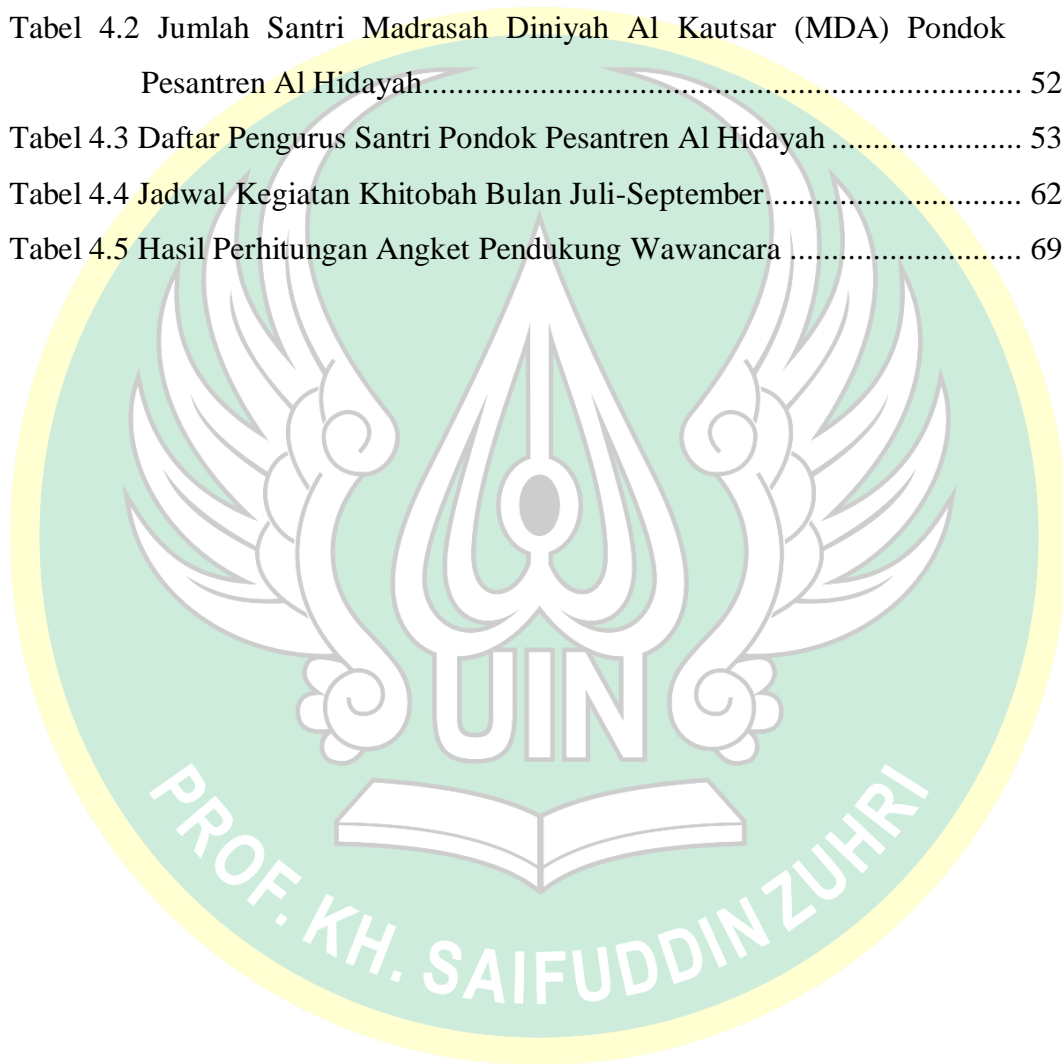 Tabel 4.2 Jumlah Santri Madrasah Diniyah Al Kautsar (MDA) Pondok
Pesantren Al Hidayah........................................................................ 52
Tabel 4.3 Daftar Pengurus Santri Pondok Pesantren Al Hidayah ....................... 53
Tabel 4.4 Jadwal Kegiatan Khitobah Bulan Juli-September............................... 62
Tabel 4.5 Hasil Perhitungan Angket Pendukung Wawancara ............................ 69
UIN
PROF. KH. SAIFUDDIN ZUHRI